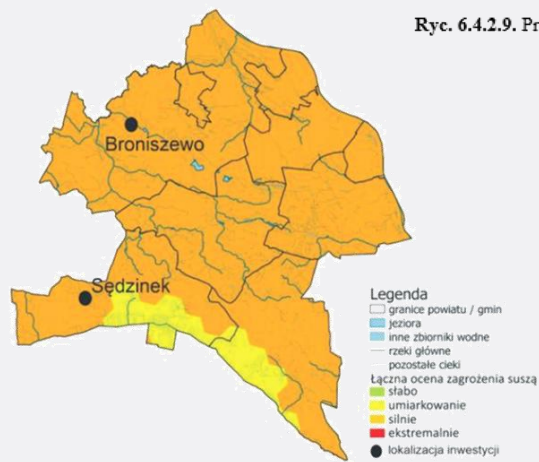 Ryc. 6.4.2.9. Pr
Broniszewo
Sędzinek
Legenda
granice powiatu / gmin
jeziora
inne zbiorniki wodne
rzeki główne
pozostałe cieki
Łączna ocena zagrożenia suszą
słabo
umiarkowanie
silnie
ekstremalnie
lokalizacja inwestycji